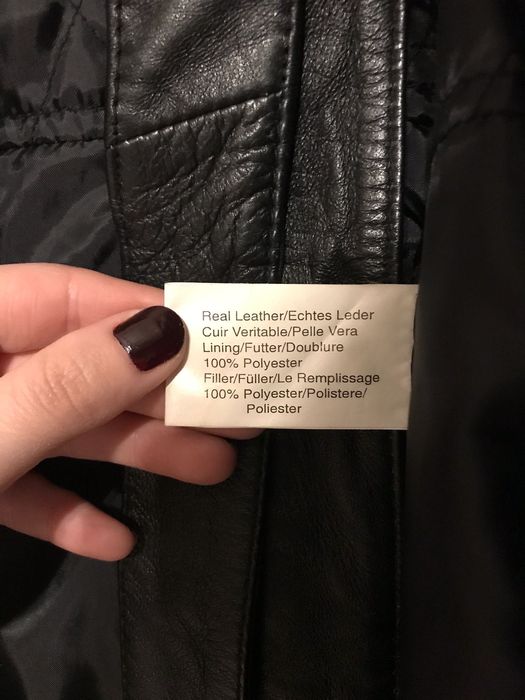 Real Leather/Echtes Leder
Cuir Veritable/Pelle Vera
Lining/Futter/Doublure
100% Polyester
Filler/Füller/Le Remplissage
100% Polyester/Polistere/
Poliester